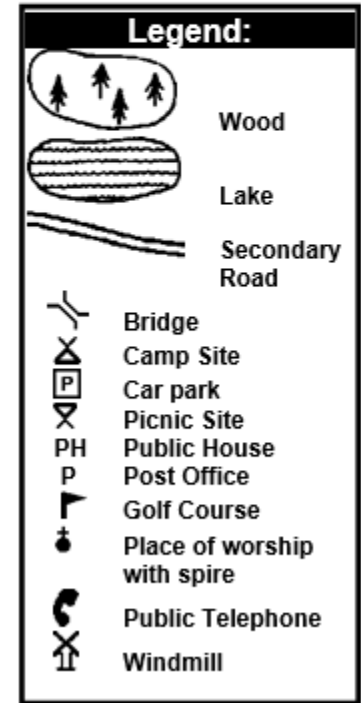 Legend:
Wood
Lake
Secondary
Road
Bridge
Camp Site
P Car park
Picnic Site
PH Public House
P Post Office
Golf Course
Place of worship
with spire
Public Telephone
Windmill